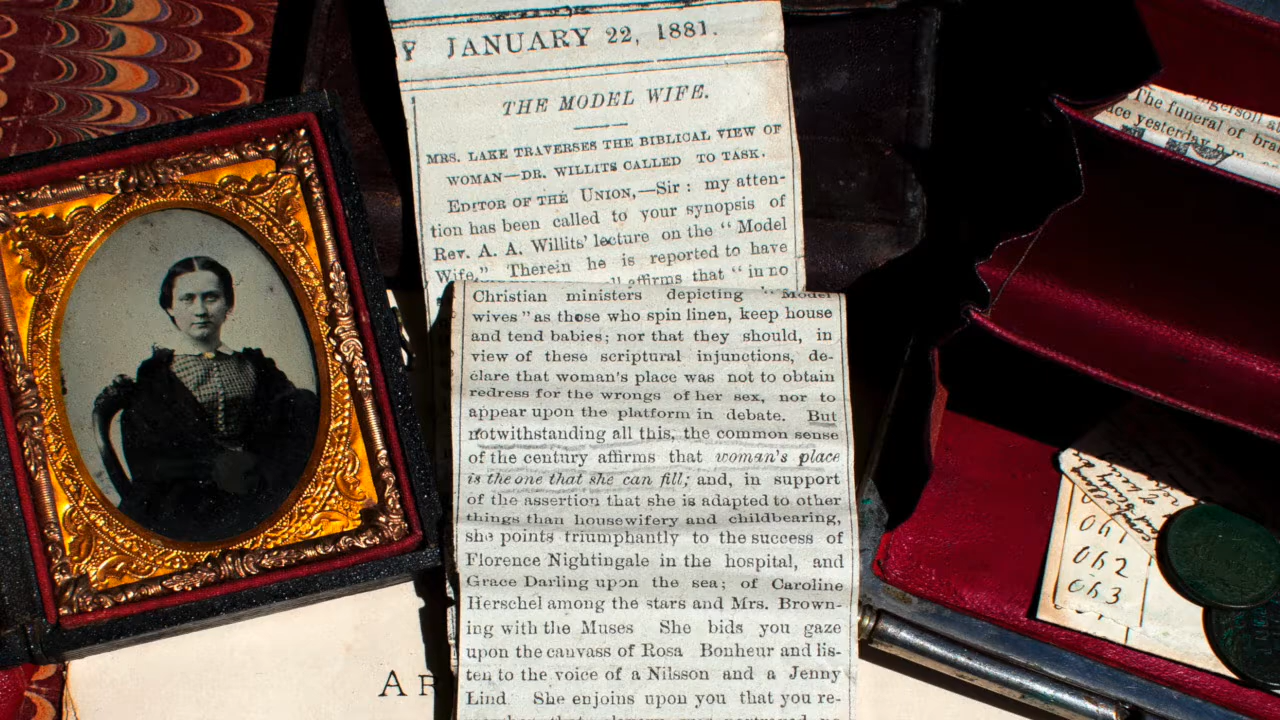 JANUARY 22, 1881.
THE MODEL WIFE.
MRS. LAKE TRAVERSES THE BIBLICAL VIEW OF
WOMAN—DR. WILLITS CALLED TO TASK.
EDITOR OF THE UNION,—Sir: my atten-
tion has been called to your synopsis of
Rev. A. A. Willits' lecture on the "Model
Wife." Therein he is reported to have
affirms that "in no
Christian ministers depicting "Model
wives" as those who spin linen, keep house
and tend babies; nor that they should, in
view of these scriptural injunctions, de-
clare that woman's place was not to obtain
redress for the wrongs of her sex, nor to
appear upon the platform in debate. But
notwithstanding all this, the common sense
of the century affirms that woman's place
is the one that she can fill; and, in support
of the assertion that she is adapted to other
things than housewifery and childbearing,
she points triumphantly to the success of
Florence Nightingale in the hospital, and
Grace Darling upon the sea; of Caroline
Herschel among the stars and Mrs. Brown-
ing with the Muses She bids you gaze
upon the canvass of Rosa Bonheur and lis-
ten to the voice of a Nilsson and a Jenny
Lind. She enjoins upon you that you re-
AR
The funeral of
yesterday
061
062
063